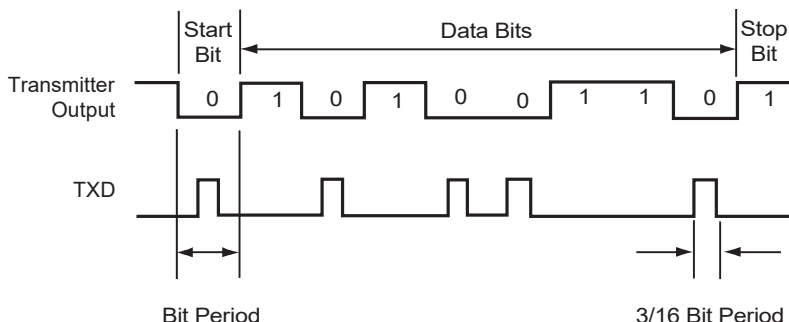 Start
Bit
Data Bits
Stop
Bit
Transmitter
Output
0 1 0 1 0 0 1 1 0 1
TXD
Bit Period
3/16 Bit Period